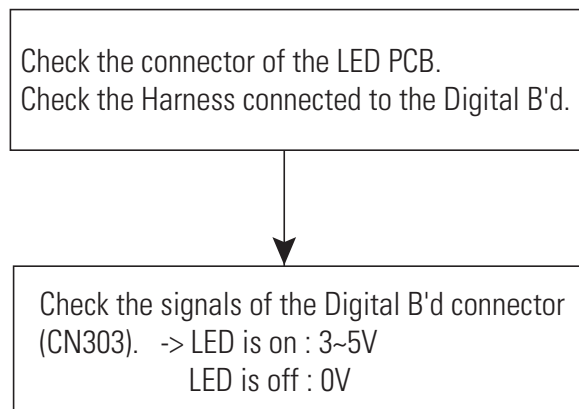 Check the connector of the LED PCB.
Check the Harness connected to the Digital B'd.
Check the signals of the Digital B'd connector
(CN303). -> LED is on : 3~5V
LED is off : 0V